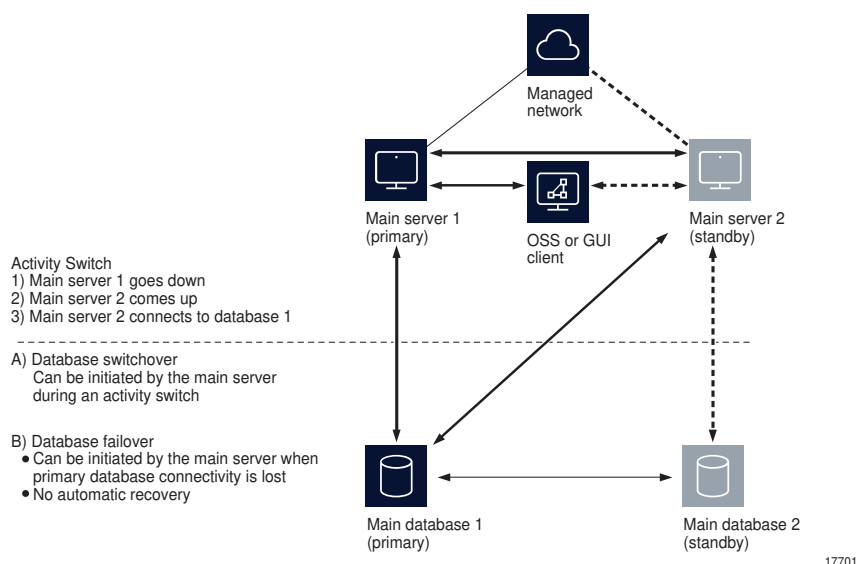 Managed
network
Main server 1
(primary)
OSS or GUI
client
Main server 2
(standby)
Activity Switch
1) Main server 1 goes down
2) Main server 2 comes up
3) Main server 2 connects to database 1
A) Database switchover
Can be initiated by the main server
during an activity switch
B) Database failover
• Can be initiated by the main server when
primary database connectivity is lost
• No automatic recovery
Main database 1
(primary)
Main database 2
(standby)
17701